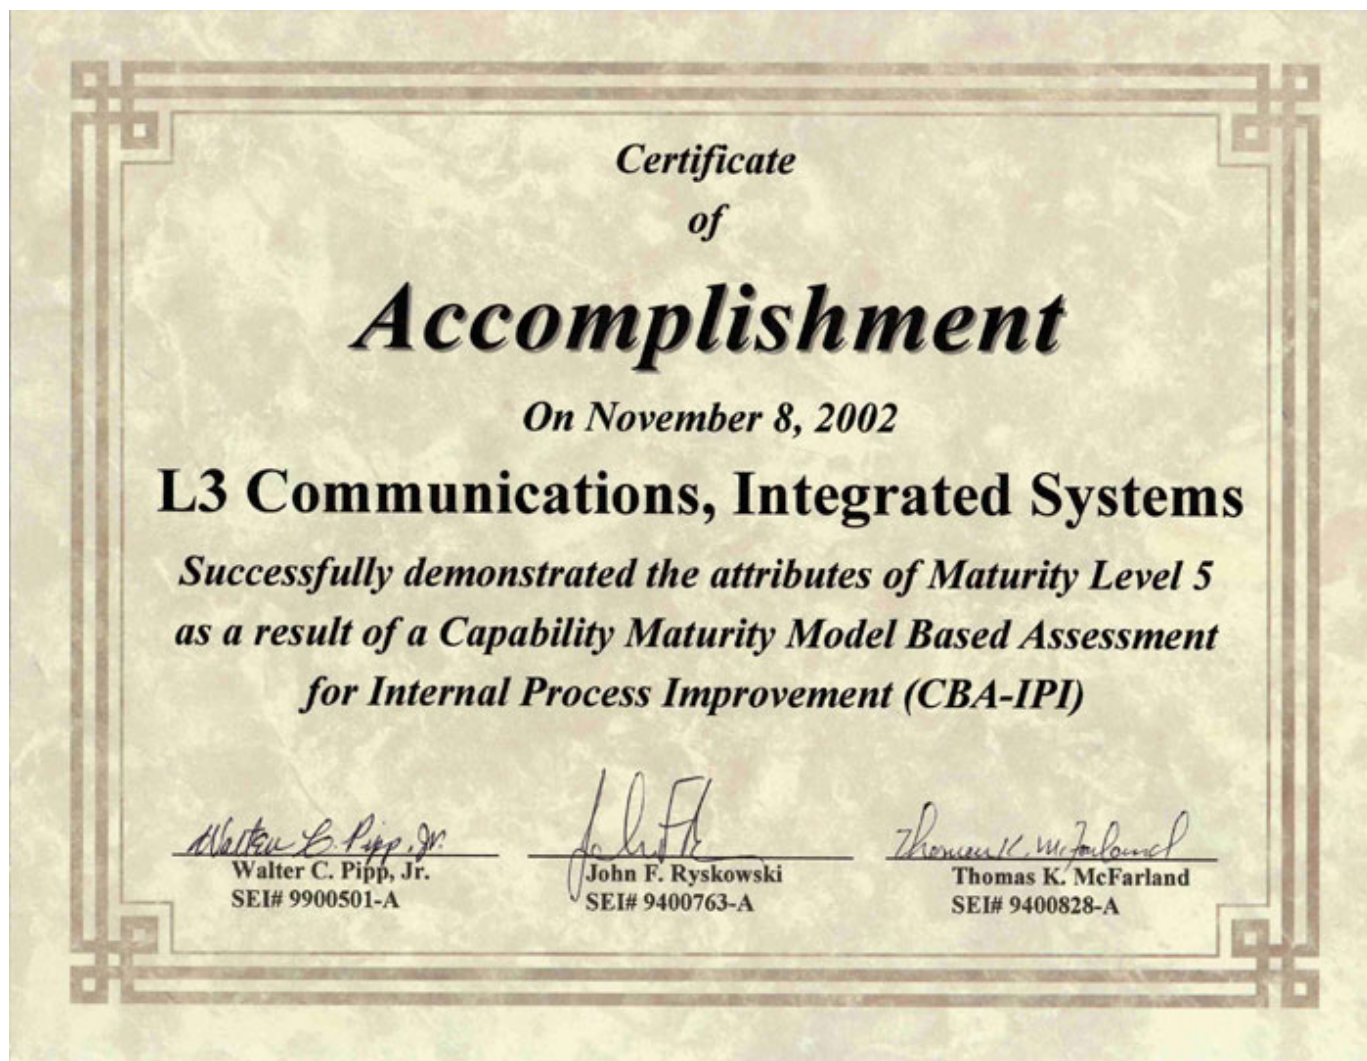 Certificate
of
Accomplishment
On November 8, 2002
L3 Communications, Integrated Systems
Successfully demonstrated the attributes of Maturity Level 5
as a result of a Capability Maturity Model Based Assessment
for Internal Process Improvement (CBA-IPI)
Walter C. Pipp, Jr.
Thomas K. McFarland
Walter C. Pipp, Jr.
SEI# 9900501-A
John F. Ryskowski
SEI# 9400763-A
Thomas K. McFarland
SEI# 9400828-A